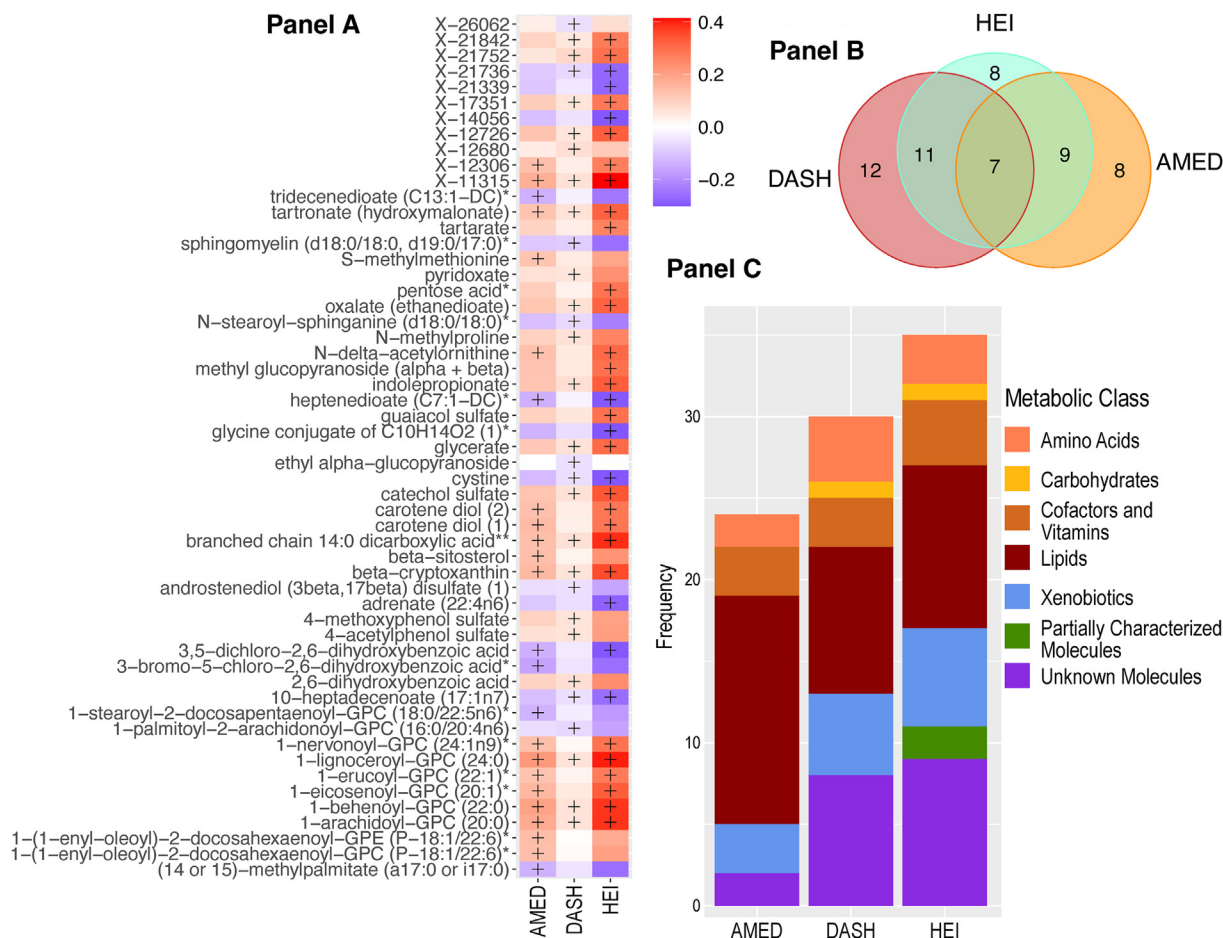 Panel A
X−26062
X−21842
X−21752
X−21736
X−21339
X−17351
X−14056
X−12726
X−12680
X−12306
X−11315
tridecenedioate (C13:1−DC)*
tartronate (hydroxymalonate)
tartarate
sphingomyelin (d18:0/18:0, d19:0/17:0)*
S−methylmethionine
pyridoxate
pentose acid*
oxalate (ethanedioate)
N−stearoyl−sphinganine (d18:0/18:0)*
N−methylproline
N−delta−acetylornithine
methyl glucopyranoside (alpha + beta)
indolepropionate
heptenedioate (C7:1−DC)*
guaiacol sulfate
glycine conjugate of C10H14O2 (1)*
glycerate
ethyl alpha−glucopyranoside
cystine
catechol sulfate
carotene diol (2)
carotene diol (1)
branched chain 14:0 dicarboxylic acid**
beta−sitosterol
beta−cryptoxanthin
androstenediol (3beta,17beta) disulfate (1)
adrenate (22:4n6)
4−methoxyphenol sulfate
4−acetylphenol sulfate
3,5−dichloro−2,6−dihydroxybenzoic acid
3−bromo−5−chloro−2,6−dihydroxybenzoic acid*
2,6−dihydroxybenzoic acid
10−heptadecenoate (17:1n7)
1−stearoyl−2−docosapentaenoyl−GPC (18:0/22:5n6)*
1−palmitoyl−2−arachidonoyl−GPC (16:0/20:4n6)
1−nervonoyl−GPC (24:1n9)*
1−lignoceroyl−GPC (24:0)
1−erucoyl−GPC (22:1)*
1−eicosenoyl−GPC (20:1)*
1−behenoyl−GPC (22:0)
1−arachidoyl−GPC (20:0)
1−(1−enyl−oleoyl)−2−docosahexaenoyl−GPE (P−18:1/22:6)*
1−(1−enyl−oleoyl)−2−docosahexaenoyl−GPC (P−18:1/22:6)*
(14 or 15)−methylpalmitate (a17:0 or i17:0)
AMED
DASH
HEI
0.4
0.2
0.0
−0.2
Panel B
HEI
DASH
AMED
8
12
11
7
9
8
Panel C
Frequency
30
20
10
0
AMED
DASH
HEI
Metabolic Class
Amino Acids
Carbohydrates
Cofactors and
Vitamins
Lipids
Xenobiotics
Partially Characterized
Molecules
Unknown Molecules